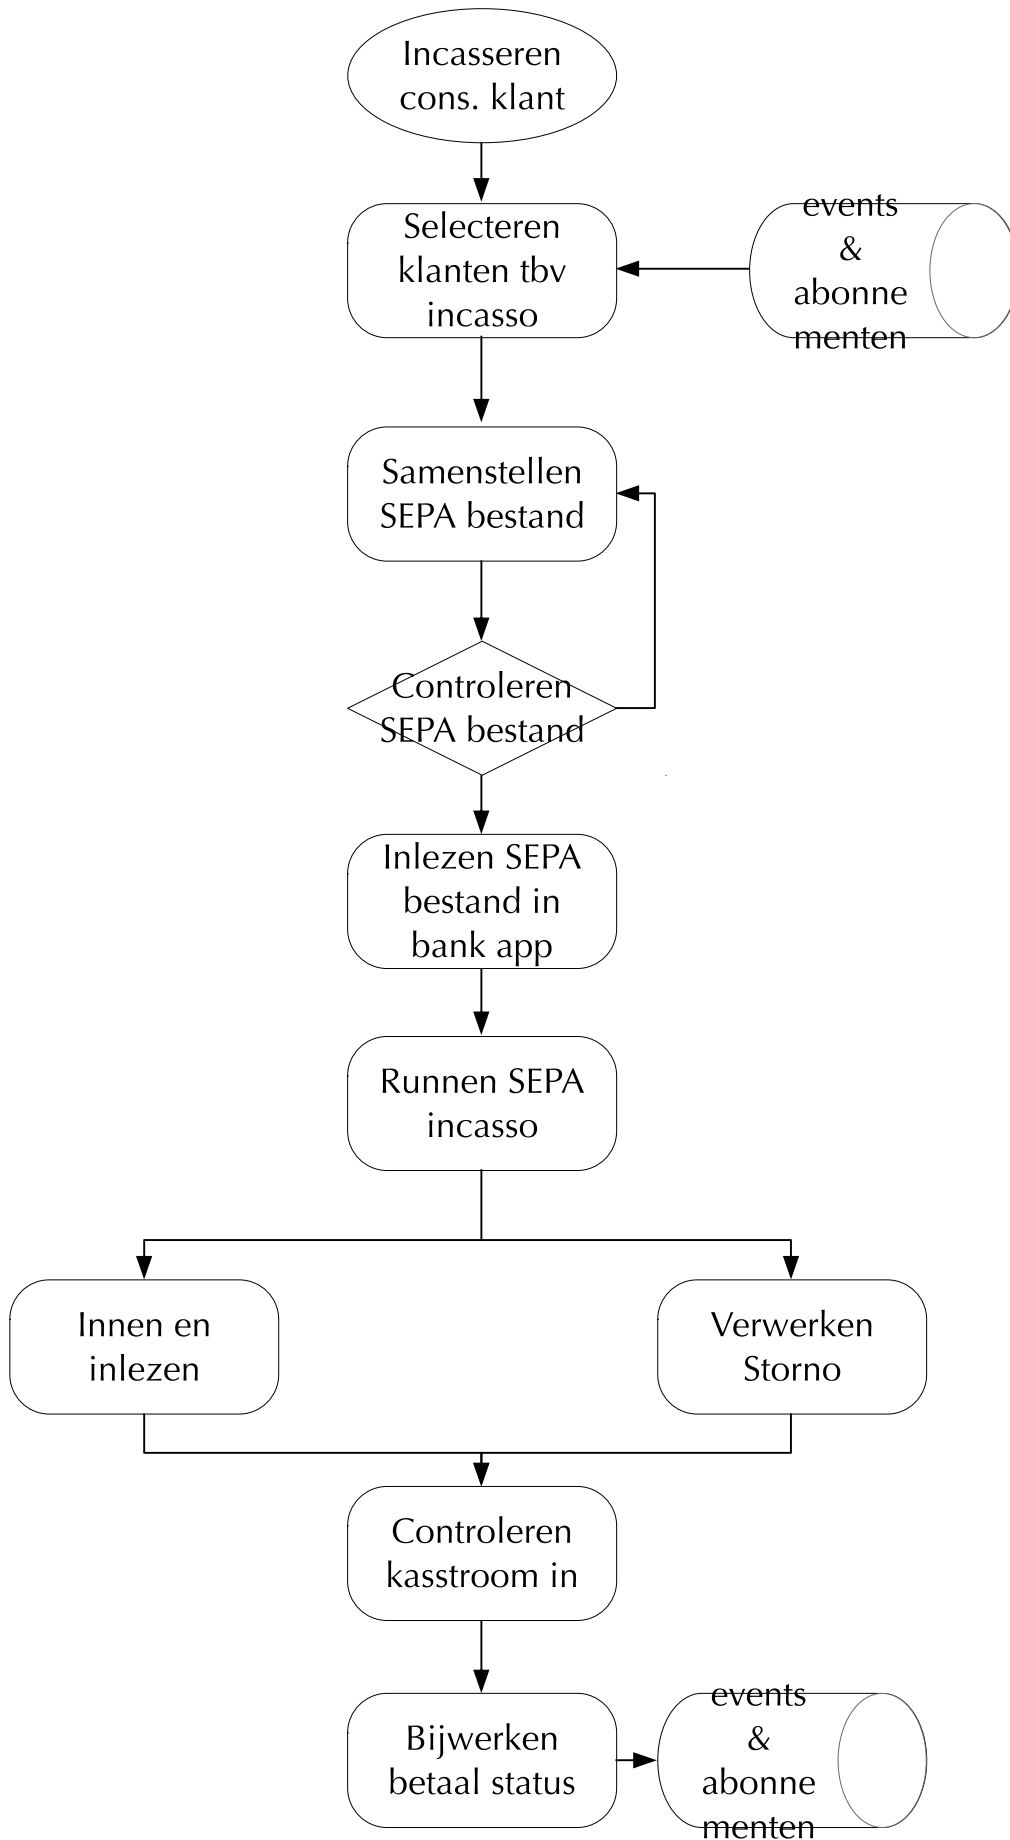 Incasseren
cons. klant
Selecteren
klanten tbv
incasso
events
&
abonne
menten
Samenstellen
SEPA bestand
Controleren
SEPA bestand
Inlezen SEPA
bestand in
bank app
Runnen SEPA
incasso
Innen en
inlezen
Verwerken
Storno
Controleren
kasstroom in
Bijwerken
betaal status
events
&
abonne
menten